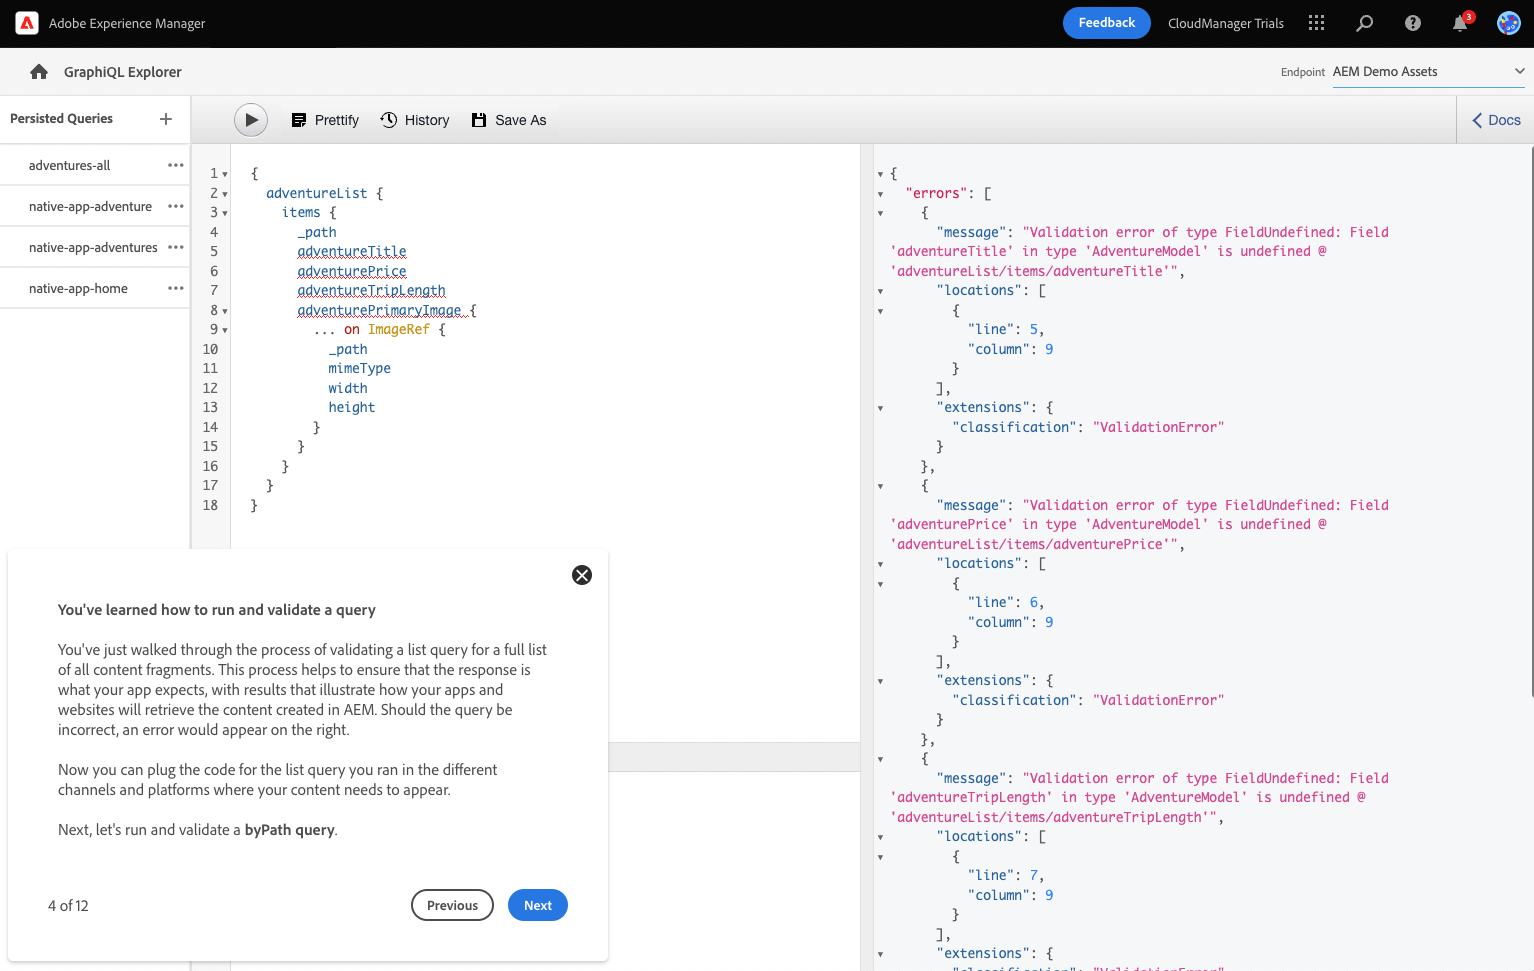 Adobe Experience Manager
Feedback
CloudManager Trials
3
GraphiQL Explorer
Endpoint AEM Demo Assets
Persisted Queries +
Prettify
History
Save As
Docs
adventures-all
native-app-adventure
native-app-adventures
native-app-home
1 {
2 adventureList {
3 items {
4 _path
5 adventureTitle
6 adventurePrice
7 adventureTripLength
8 adventurePrimaryImage {
9 ... on ImageRef {
10 _path
11 mimeType
12 width
13 height
14 }
15 }
16 }
17 }
18 }
{
"errors": [
{
"message": "Validation error of type FieldUndefined: Field
'adventureTitle' in type 'AdventureModel' is undefined @
'adventureList/items/adventureTitle'",
"locations": [
{
"line": 5,
"column": 9
}
],
"extensions": {
"classification": "ValidationError"
}
},
{
"message": "Validation error of type FieldUndefined: Field
'adventurePrice' in type 'AdventureModel' is undefined @
'adventureList/items/adventurePrice'",
"locations": [
{
"line": 6,
"column": 9
}
],
"extensions": {
"classification": "ValidationError"
}
},
{
"message": "Validation error of type FieldUndefined: Field
'adventureTripLength' in type 'AdventureModel' is undefined @
'adventureList/items/adventureTripLength'",
"locations": [
{
"line": 7,
"column": 9
}
],
"extensions": {
"classification": "ValidationError"
You've learned how to run and validate a query
You've just walked through the process of validating a list query for a full list
of all content fragments. This process helps to ensure that the response is
what your app expects, with results that illustrate how your apps and
websites will retrieve the content created in AEM. Should the query be
incorrect, an error would appear on the right.
Now you can plug the code for the list query you ran in the different
channels and platforms where your content needs to appear.
Next, let's run and validate a byPath query.
4 of 12
Previous
Next